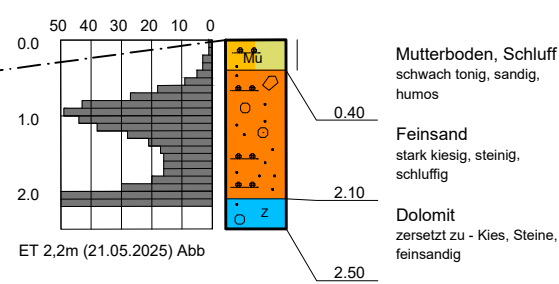 50 40 30 20 10 0
0.0
1.0
2.0
ET 2,2m (21.05.2025) Abb
Mu
Z
0.40
2.10
2.50
Mutterboden, Schluff
schwach tonig, sandig,
humos
Feinsand
stark kiesig, steinig,
schluffig
Dolomit
zersetzt zu - Kies, Steine,
feinsandig